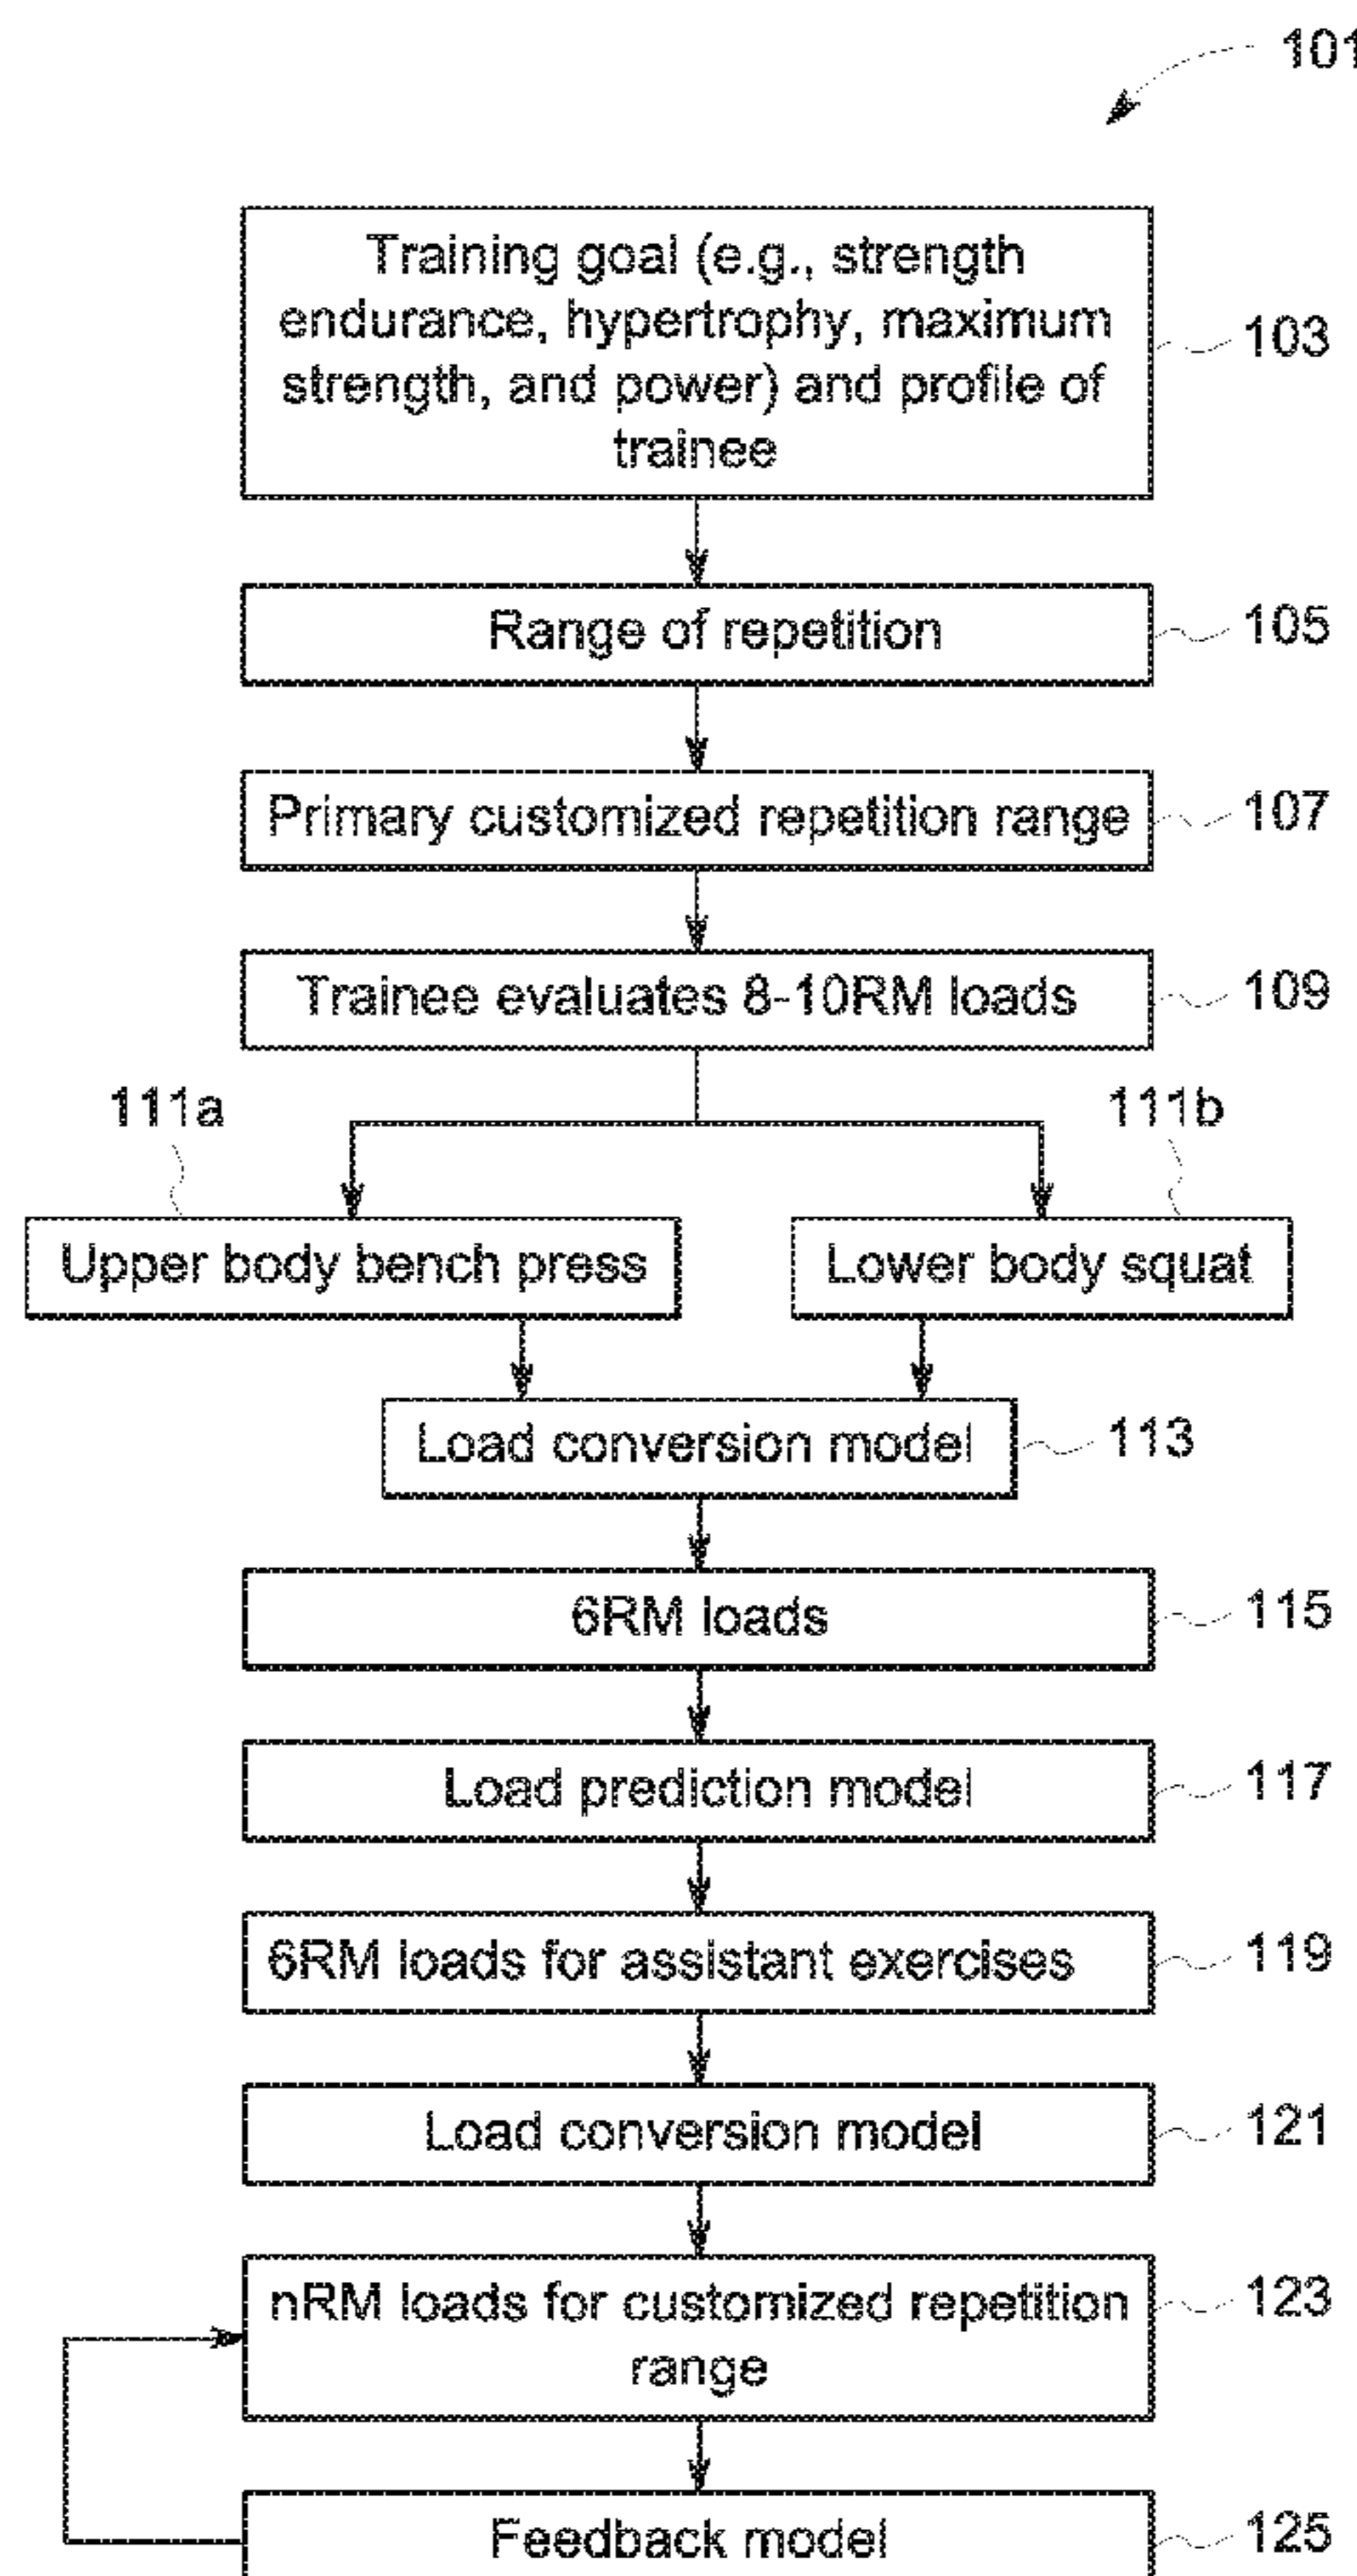 101
Training goal (e.g., strength
endurance, hypertrophy, maximum
strength, and power) and profile of
trainee
103
Range of repetition
105
Primary customized repetition range
107
Trainee evaluates 8-10RM loads
109
111a
111b
Upper body bench press
Lower body squat
Load conversion model
113
6RM loads
115
Load prediction model
117
6RM loads for assistant exercises
119
Load conversion model
121
nRM loads for customized repetition
range
123
Feedback model
125